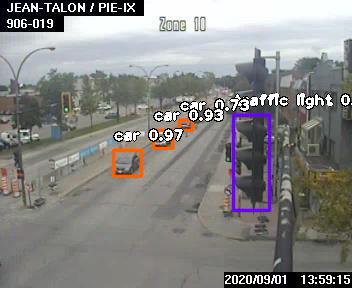 JEAN-TALON / PIE-IX
906-019
Zone 10
car 0.73
traffic light 0.
car 0.93
car 0.97
2020/09/01 13:59:15